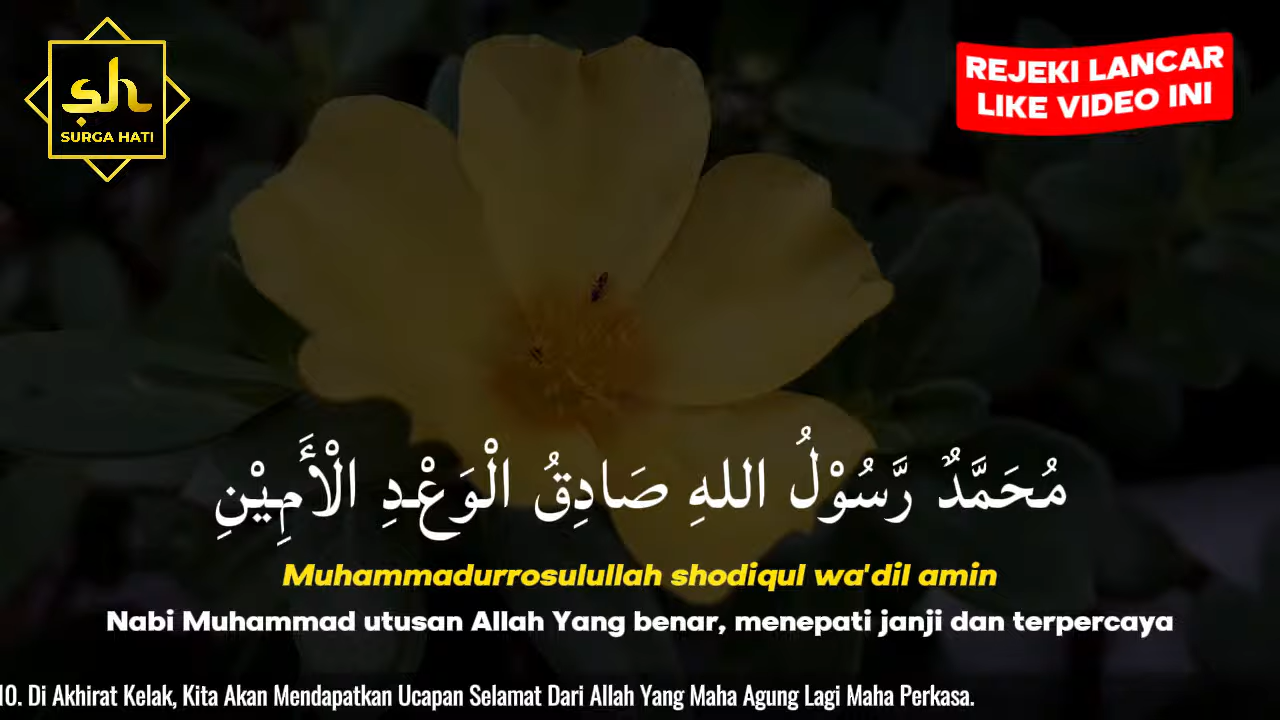 sh
SURGA HATI
REJEKI LANCAR
LIKE VIDEO INI
مُحَمَّدٌ رَّسُوْلُ اللهِ صَادِقُ الْوَعْدِ الْأَمِيْنِ
Muhammadurrosulullah shodiqul wa'dil amin
Nabi Muhammad utusan Allah Yang benar, menepati janji dan terpercaya
10. Di Akhirat Kelak, Kita Akan Mendapatkan Ucapan Selamat Dari Allah Yang Maha Agung Lagi Maha Perkasa.